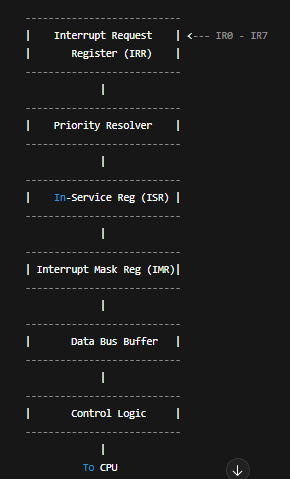 Interrupt Request <--- IR0 - IR7
Register (IRR)
Priority Resolver
In-Service Reg (ISR)
Interrupt Mask Reg (IMR)
Data Bus Buffer
Control Logic
To CPU